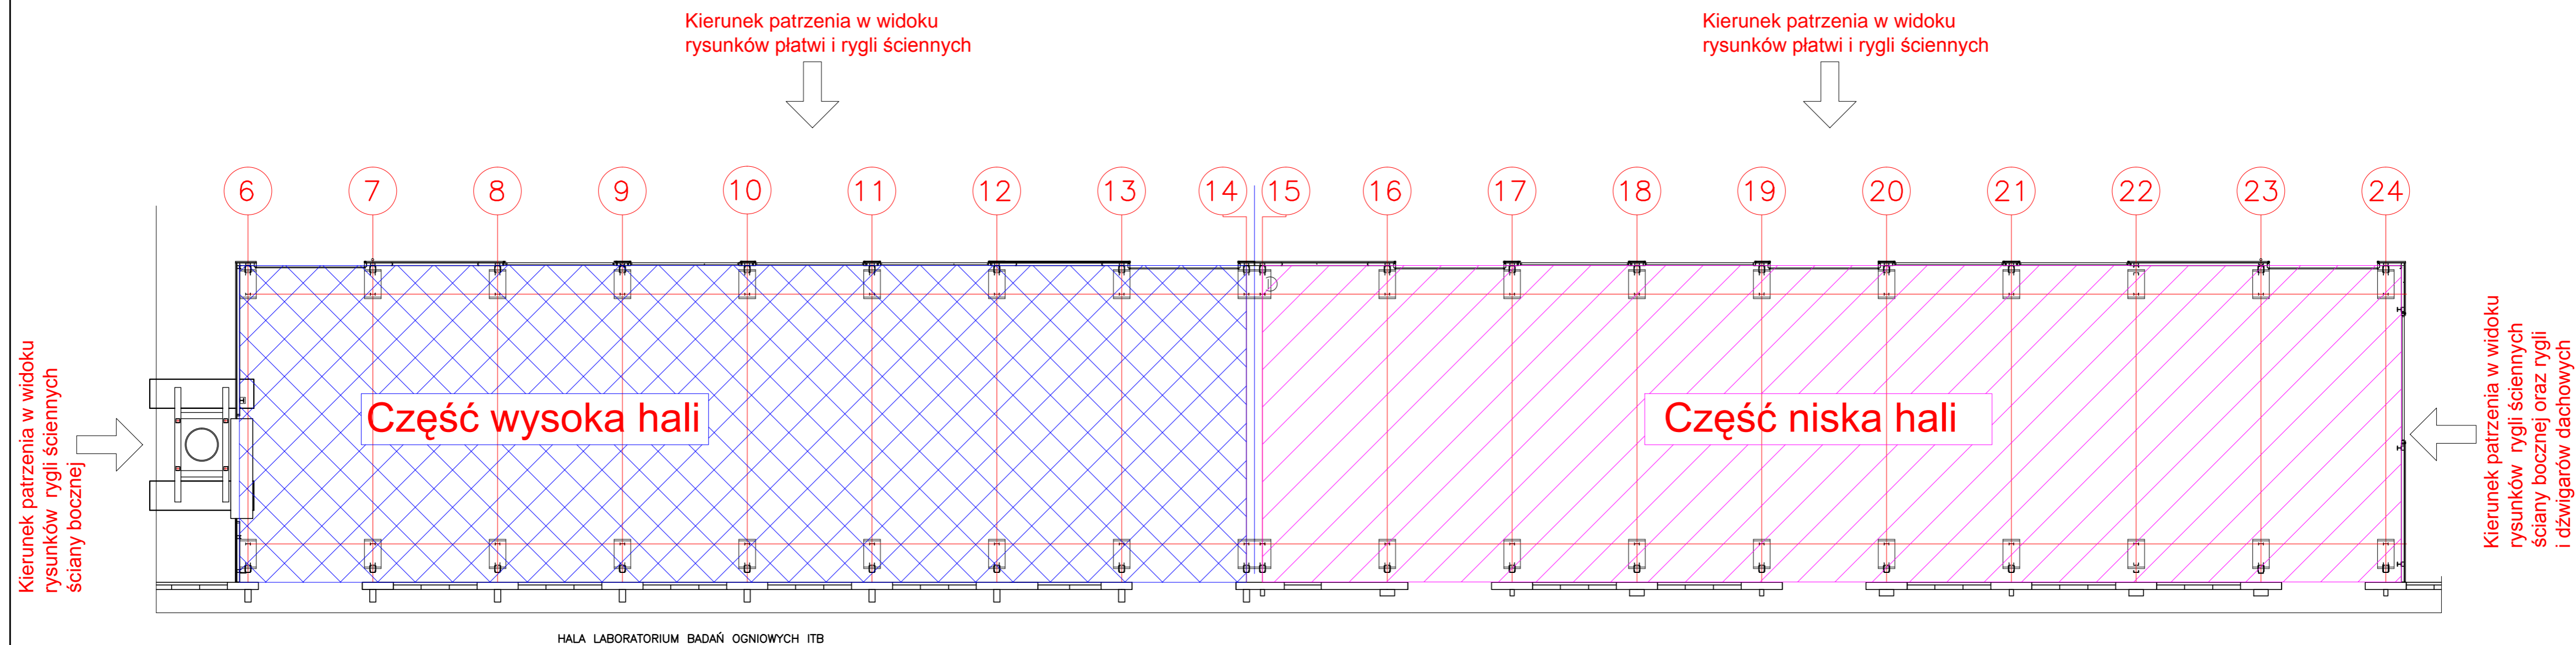 Kierunek patrzenia w widoku
rysunków płatwi i rygli ściennych
Kierunek patrzenia w widoku
rysunków płatwi i rygli ściennych
6
7
8
9
10
11
12
13
14
15
16
17
18
19
20
21
22
23
24
Kierunek patrzenia w widoku
rysunków rygli ściennych
ściany bocznej
Część wysoka hali
Część niska hali
Kierunek patrzenia w widoku
rysunków rygli ściennych
ściany bocznej oraz rygli
i dźwigarów dachowych
HALA LABORATORIUM BADAŃ OGNIOWYCH ITB